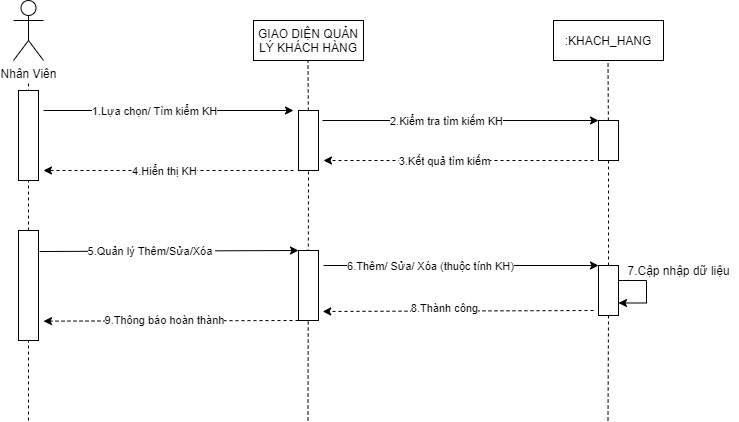 GIAO DIỆN QUẢN
LÝ KHÁCH HÀNG
:KHACH_HANG
Nhân Viên
1.Lựa chọn/ Tìm kiếm KH
2.Kiểm tra tìm kiếm KH
3.Kết quả tìm kiếm
4.Hiển thị KH
5.Quản lý Thêm/Sửa/Xóa
6.Thêm/ Sửa/ Xóa (thuộc tính KH)
7.Cập nhập dữ liệu
8.Thành công
9.Thông báo hoàn thành